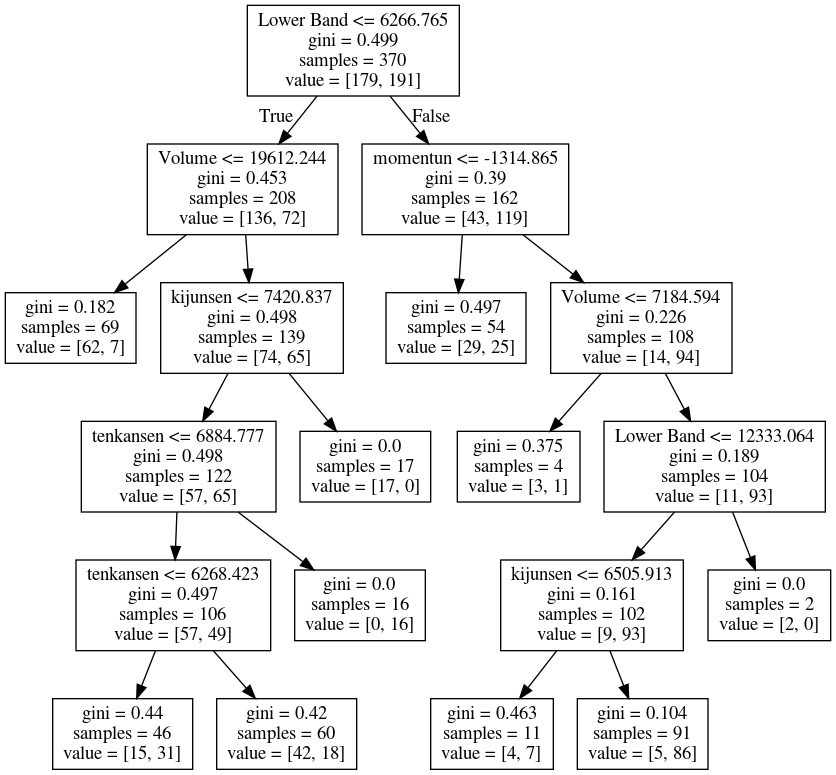 Lower Band <= 6266.765
gini = 0.499
samples = 370
value = [179, 191]
True
False
Volume <= 19612.244
gini = 0.453
samples = 208
value = [136, 72]
momentun <= -1314.865
gini = 0.39
samples = 162
value = [43, 119]
gini = 0.182
samples = 69
value = [62, 7]
kijunsen <= 7420.837
gini = 0.498
samples = 139
value = [74, 65]
gini = 0.497
samples = 54
value = [29, 25]
Volume <= 7184.594
gini = 0.226
samples = 108
value = [14, 94]
tenkansen <= 6884.777
gini = 0.498
samples = 122
value = [57, 65]
gini = 0.0
samples = 17
value = [17, 0]
gini = 0.375
samples = 4
value = [3, 1]
Lower Band <= 12333.064
gini = 0.189
samples = 104
value = [11, 93]
tenkansen <= 6268.423
gini = 0.497
samples = 106
value = [57, 49]
gini = 0.0
samples = 16
value = [0, 16]
kijunsen <= 6505.913
gini = 0.161
samples = 102
value = [9, 93]
gini = 0.0
samples = 2
value = [2, 0]
gini = 0.44
samples = 46
value = [15, 31]
gini = 0.42
samples = 60
value = [42, 18]
gini = 0.463
samples = 11
value = [4, 7]
gini = 0.104
samples = 91
value = [5, 86]